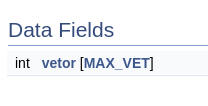 Data Fields
int vetor [MAX_VET]